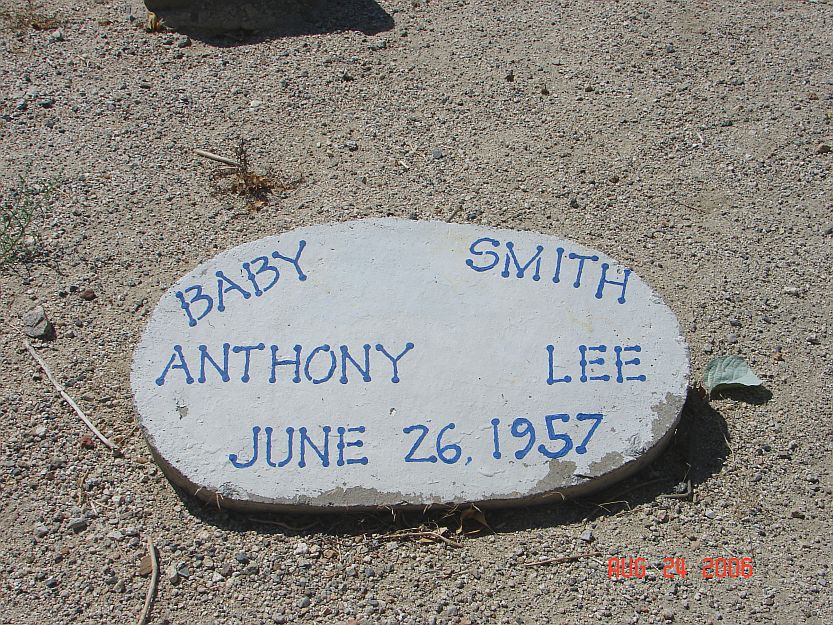 BABY SMITH
ANTHONY LEE
JUNE 26, 1957
AUG 24 2006